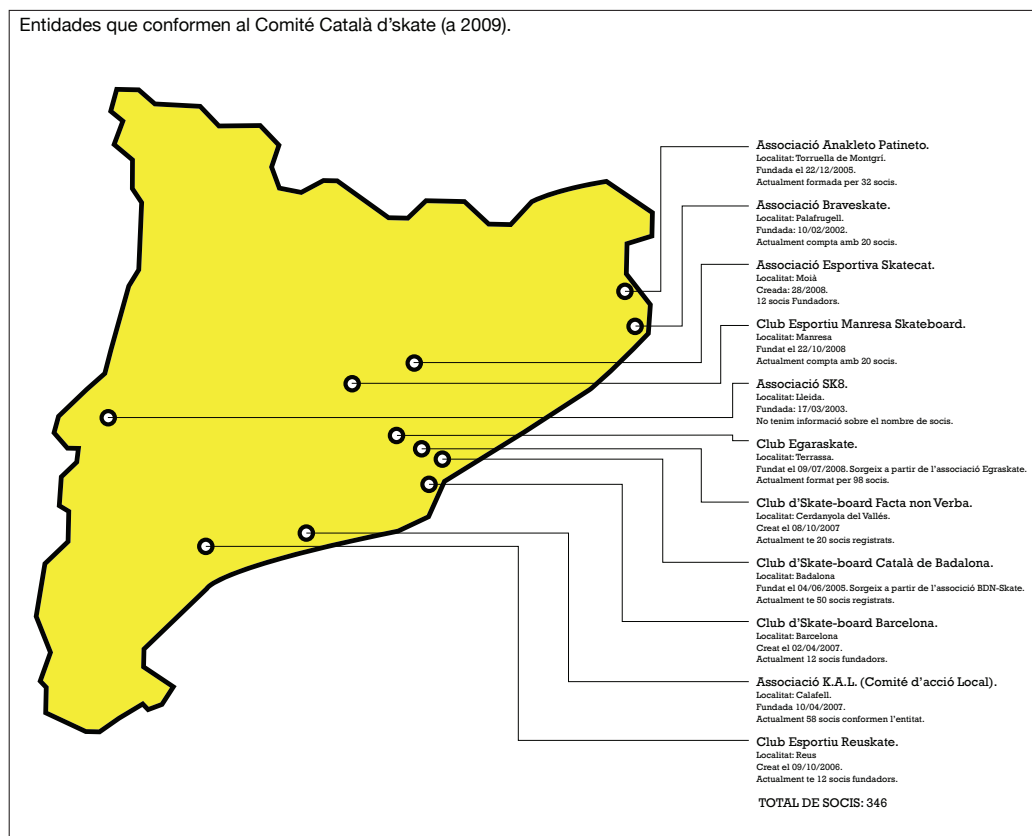 Entidades que conformen al Comité Català d'skate (a 2009).
Associació Anakleto Patineto.
Localitat: Torruella de Montgrí.
Fundada el 22/12/2005.
Actualment formada per 32 socis.
Associació Braveskate.
Localitat: Palafrugell.
Fundada: 10/02/2002.
Actualment compta amb 20 socis.
Associació Esportiva Skatecat.
Localitat: Moià
Creada: 28/2008.
12 socis Fundadors.
Club Esportiu Manresa Skateboard.
Localitat: Manresa
Fundat el 22/10/2008
Actualment compta amb 20 socis.
Associació SK8.
Localitat: Lleida.
Fundada: 17/03/2003.
No tenim informació sobre el nombre de socis.
Club Egaraskate.
Localitat: Terrassa.
Fundat el 09/07/2008. Sorgeix a partir de l'associació Egraskate.
Actualment format per 98 socis.
Club d'Skate-board Facta non Verba.
Localitat: Cerdanyola del Vallés.
Creat el 08/10/2007
Actualment te 20 socis registrats.
Club d'Skate-board Català de Badalona.
Localitat: Badalona
Fundat el 04/06/2005. Sorgeix a partir de l'associció BDN-Skate.
Actualment te 50 socis registrats.
Club d'Skate-board Barcelona.
Localitat: Barcelona
Creat el 02/04/2007.
Actualment 12 socis fundadors.
Associació K.A.L. (Comité d'acció Local).
Localitat: Calafell.
Fundada 10/04/2007.
Actualment 58 socis conformen l'entitat.
Club Esportiu Reuskate.
Localitat: Reus
Creat el 09/10/2006.
Actualment te 12 socis fundadors.
TOTAL DE SOCIS: 346